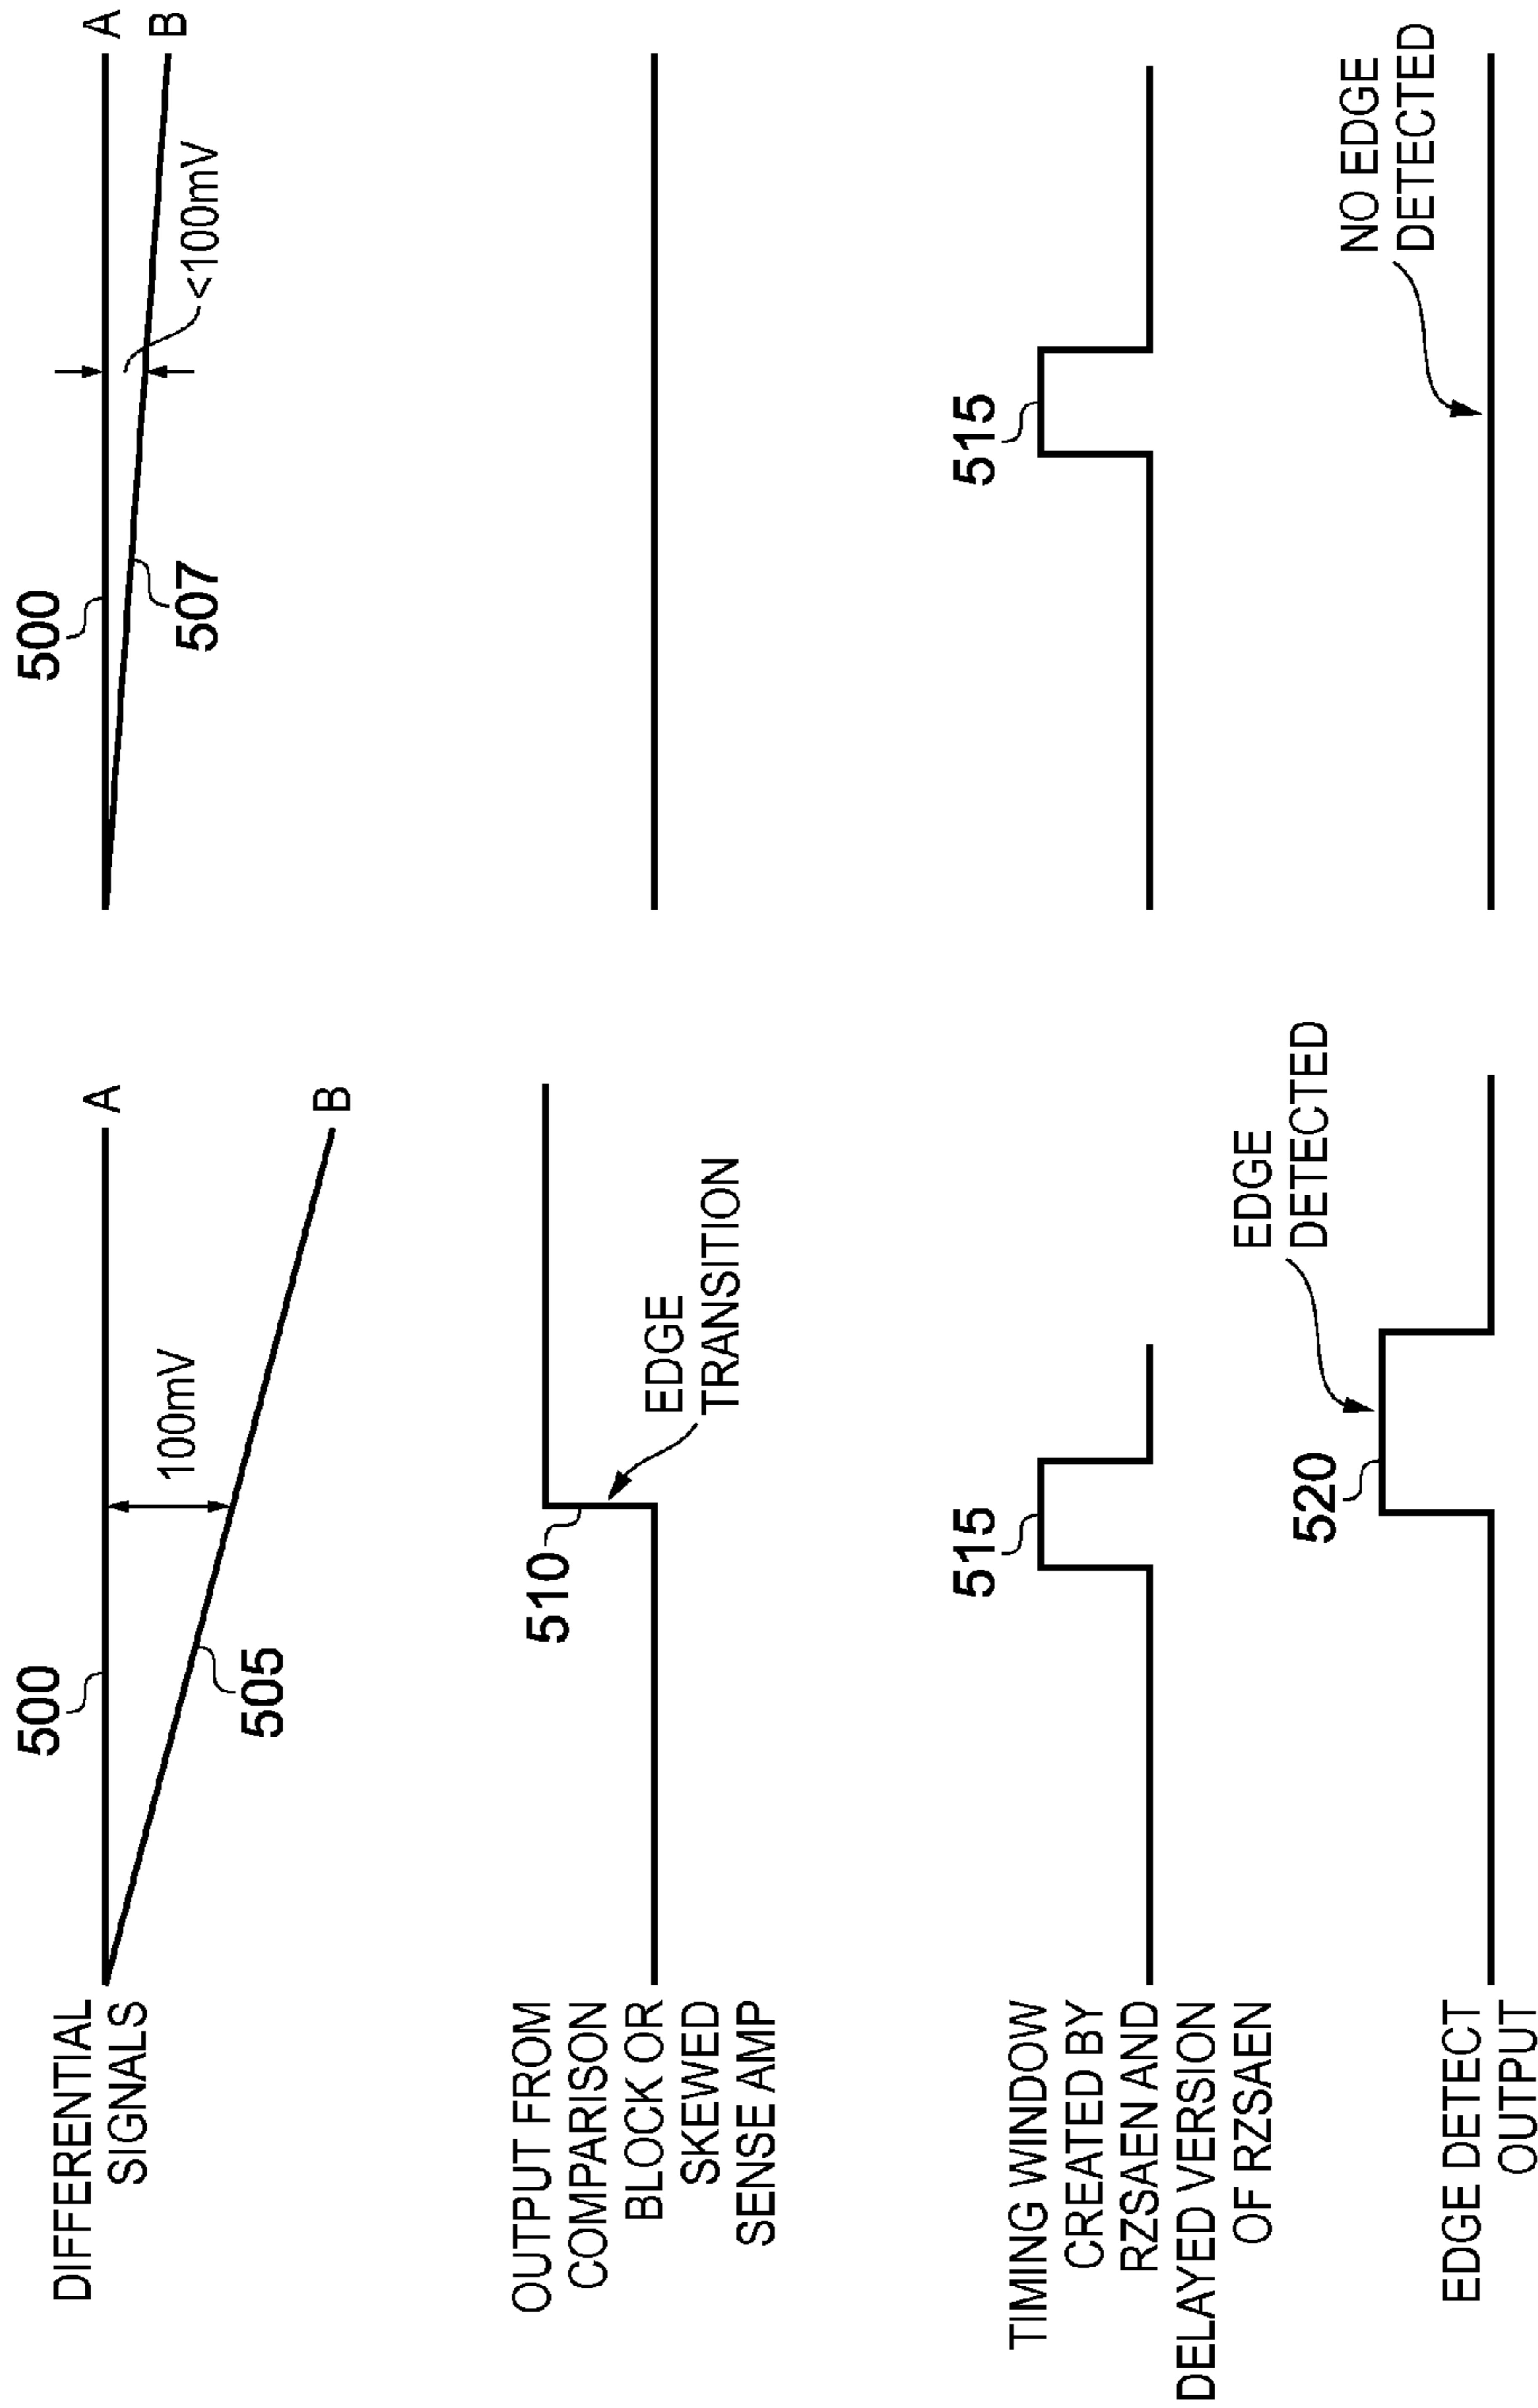 DIFFERENTIAL
SIGNALS
500
505
100mV
A
B
500
507
<100mV
A
B
OUTPUT FROM
COMPARISON
BLOCK OR
SKEWED
SENSE AMP
510
EDGE
TRANSITION
TIMING WINDOW
CREATED BY
RZSAEN AND
DELAYED VERSION
OF RZSAEN
515
515
EDGE DETECT
OUTPUT
520
EDGE
DETECTED
NO EDGE
DETECTED